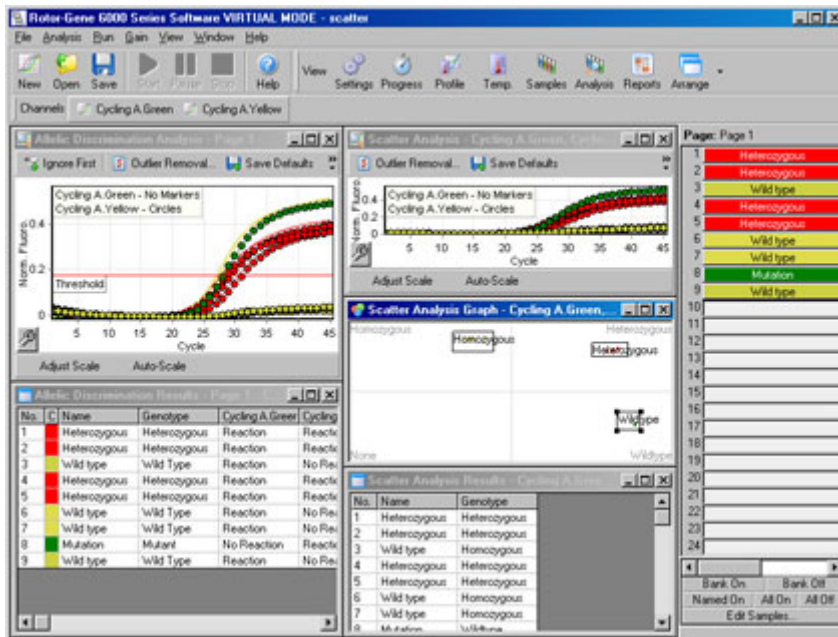 Rotor-Gene 6000 Series Software VIRTUAL MODE - scatter
File Analysis Run Gain View Window Help
New Open Save Start Pause Stop Help View Settings Progress Profile Temp. Samples Analysis Reports Arrange
Channels Cycling A.Green Cycling A.Yellow
Allelic Discrimination Analysis - Page 1
Ignore First Outlier Removal... Save Defaults
Cycling A.Green - No Markers
Cycling A.Yellow - Circles
Norm. Fluoro.
0.4
0.2
0
Threshold
5 10 15 20 25 30 35 40 45
Cycle
Adjust Scale Auto-Scale
Allelic Discrimination Results - Page 1
No. C Name Genotype Cycling A.Green Cycling
1 Heterozygous Heterozygous Reaction Reactio
2 Heterozygous Heterozygous Reaction Reactio
3 Wild type Wild Type Reaction No Rea
4 Heterozygous Heterozygous Reaction Reactio
5 Heterozygous Heterozygous Reaction Reactio
6 Wild type Wild Type Reaction No Rea
7 Wild type Wild Type Reaction No Rea
8 Mutation Mutant No Reaction Reactio
9 Wild type Wild Type Reaction No Rea
Scatter Analysis - Cycling A.Green, Cyclin
Outlier Removal... Save Defaults
Cycling A.Green - No Markers
Cycling A.Yellow - Circles
Norm. Fluoro.
0.4
0.2
0
5 10 15 20 25 30 35 40 45
Cycle
Adjust Scale Auto-Scale
Scatter Analysis Graph - Cycling A.Green,...
Homozygous Heterozygous
Homozygous
Heterozygous
Wildtype
None Wildtype
Scatter Analysis Results - Cycling A.Gree
No. Name Genotype
1 Heterozygous Heterozygous
2 Heterozygous Heterozygous
3 Wild type Homozygous
4 Heterozygous Heterozygous
5 Heterozygous Heterozygous
6 Wild type Homozygous
7 Wild type Homozygous
8 Mutation Wildtype
Page: Page 1
1 Heterozygous
2 Heterozygous
3 Wild type
4 Heterozygous
5 Heterozygous
6 Wild type
7 Wild type
8 Mutation
9 Wild type
10
11
12
13
14
15
16
17
18
19
20
21
22
23
24
Bank On Bank Off
Named On All On All Off
Edit Samples...